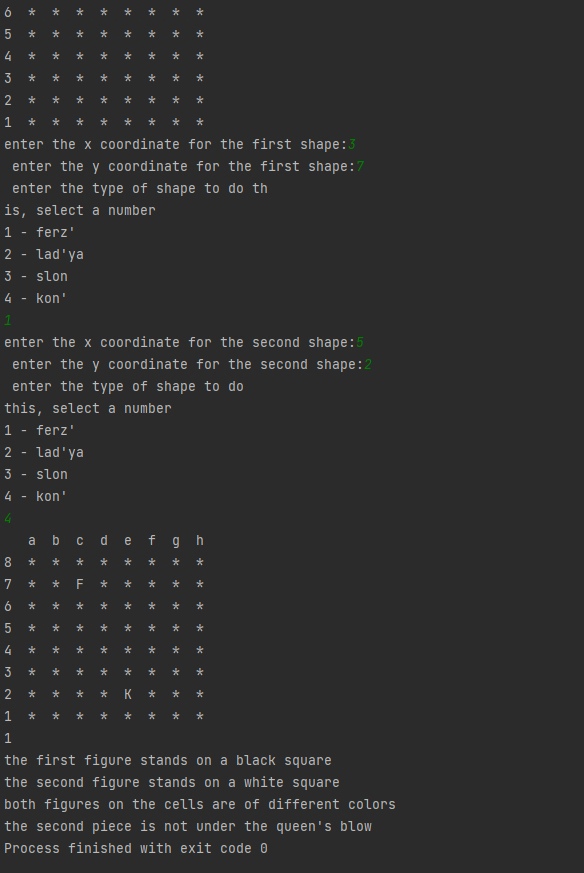 6 * * * * * * * *
5 * * * * * * * *
4 * * * * * * * *
3 * * * * * * * *
2 * * * * * * * *
1 * * * * * * * *
enter the x coordinate for the first shape:3
enter the y coordinate for the first shape:7
enter the type of shape to do th
is, select a number
1 - ferz'
2 - lad'ya
3 - slon
4 - kon'
1
enter the x coordinate for the second shape:5
enter the y coordinate for the second shape:2
enter the type of shape to do
this, select a number
1 - ferz'
2 - lad'ya
3 - slon
4 - kon'
4
a b c d e f g h
8 * * * * * * * *
7 * * F * * * * *
6 * * * * * * * *
5 * * * * * * * *
4 * * * * * * * *
3 * * * * * * * *
2 * * * * K * * *
1 * * * * * * * *
1
the first figure stands on a black square
the second figure stands on a white square
both figures on the cells are of different colors
the second piece is not under the queen's blow
Process finished with exit code 0